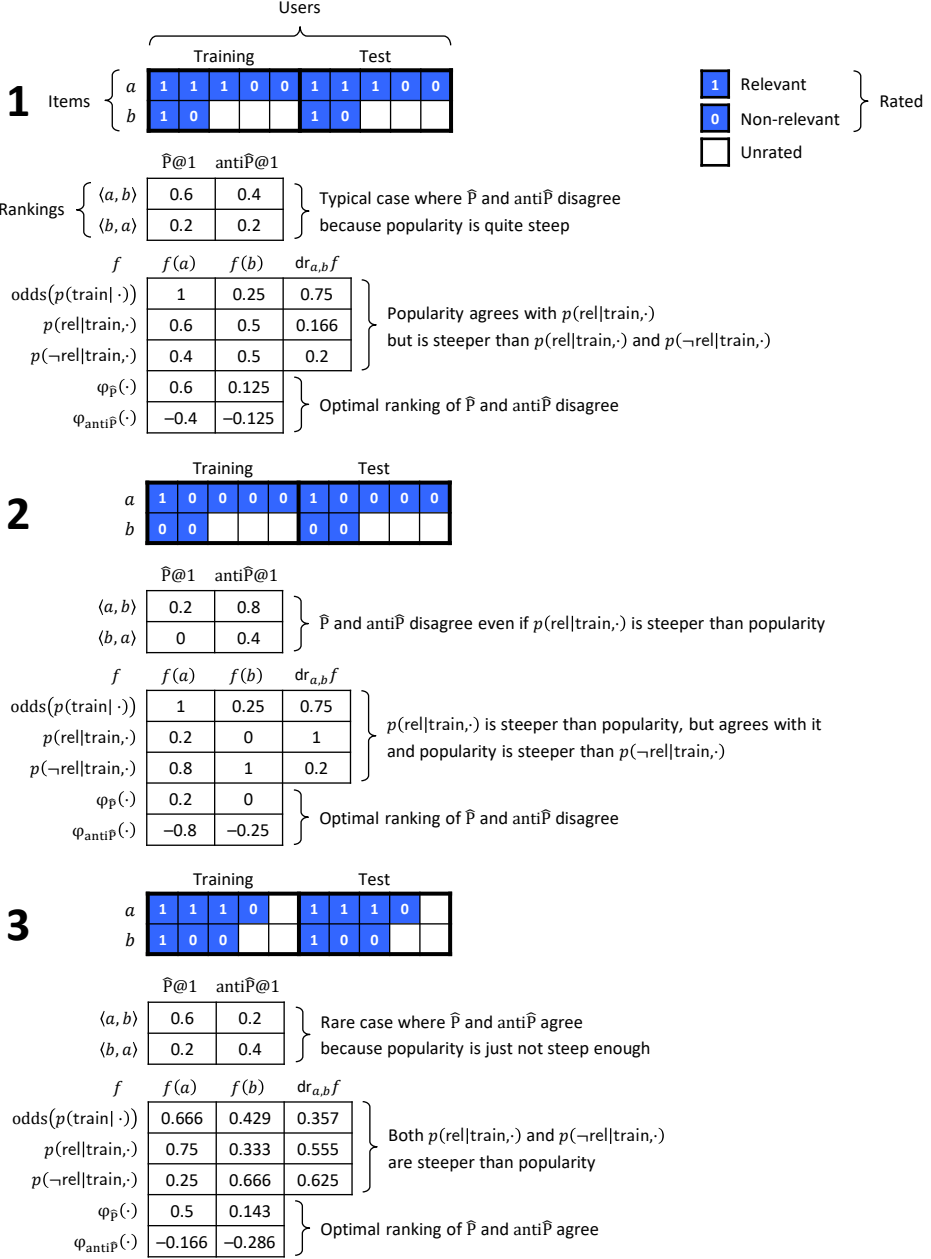 Users
Training Test
1 Items a 1 1 1 0 0 1 1 1 0 0
b 1 0 1 0
1 Relevant
0 Non-relevant
Unrated
Rated
P̂@1 antiP̂@1
Rankings ⟨a, b⟩ 0.6 0.4
⟨b, a⟩ 0.2 0.2
Typical case where P̂ and antiP̂ disagree
because popularity is quite steep
f f(a) f(b) dr_{a,b}f
odds(p(train| ·)) 1 0.25 0.75
p(rel|train,·) 0.6 0.5 0.166
p(¬rel|train,·) 0.4 0.5 0.2
Popularity agrees with p(rel|train,·)
but is steeper than p(rel|train,·) and p(¬rel|train,·)
φ_P̂(·) 0.6 0.125
φ_antiP̂(·) –0.4 –0.125
Optimal ranking of P̂ and antiP̂ disagree
Training Test
2 a 1 0 0 0 0 1 0 0 0 0
b 0 0 0 0
P̂@1 antiP̂@1
⟨a, b⟩ 0.2 0.8
⟨b, a⟩ 0 0.4
P̂ and antiP̂ disagree even if p(rel|train,·) is steeper than popularity
f f(a) f(b) dr_{a,b}f
odds(p(train| ·)) 1 0.25 0.75
p(rel|train,·) 0.2 0 1
p(¬rel|train,·) 0.8 1 0.2
p(rel|train,·) is steeper than popularity, but agrees with it
and popularity is steeper than p(¬rel|train,·)
φ_P̂(·) 0.2 0
φ_antiP̂(·) –0.8 –0.25
Optimal ranking of P̂ and antiP̂ disagree
Training Test
3 a 1 1 1 0 1 1 1 0
b 1 0 0 1 0 0
P̂@1 antiP̂@1
⟨a, b⟩ 0.6 0.2
⟨b, a⟩ 0.2 0.4
Rare case where P̂ and antiP̂ agree
because popularity is just not steep enough
f f(a) f(b) dr_{a,b}f
odds(p(train| ·)) 0.666 0.429 0.357
p(rel|train,·) 0.75 0.333 0.555
p(¬rel|train,·) 0.25 0.666 0.625
Both p(rel|train,·) and p(¬rel|train,·)
are steeper than popularity
φ_P̂(·) 0.5 0.143
φ_antiP̂(·) –0.166 –0.286
Optimal ranking of P̂ and antiP̂ agree